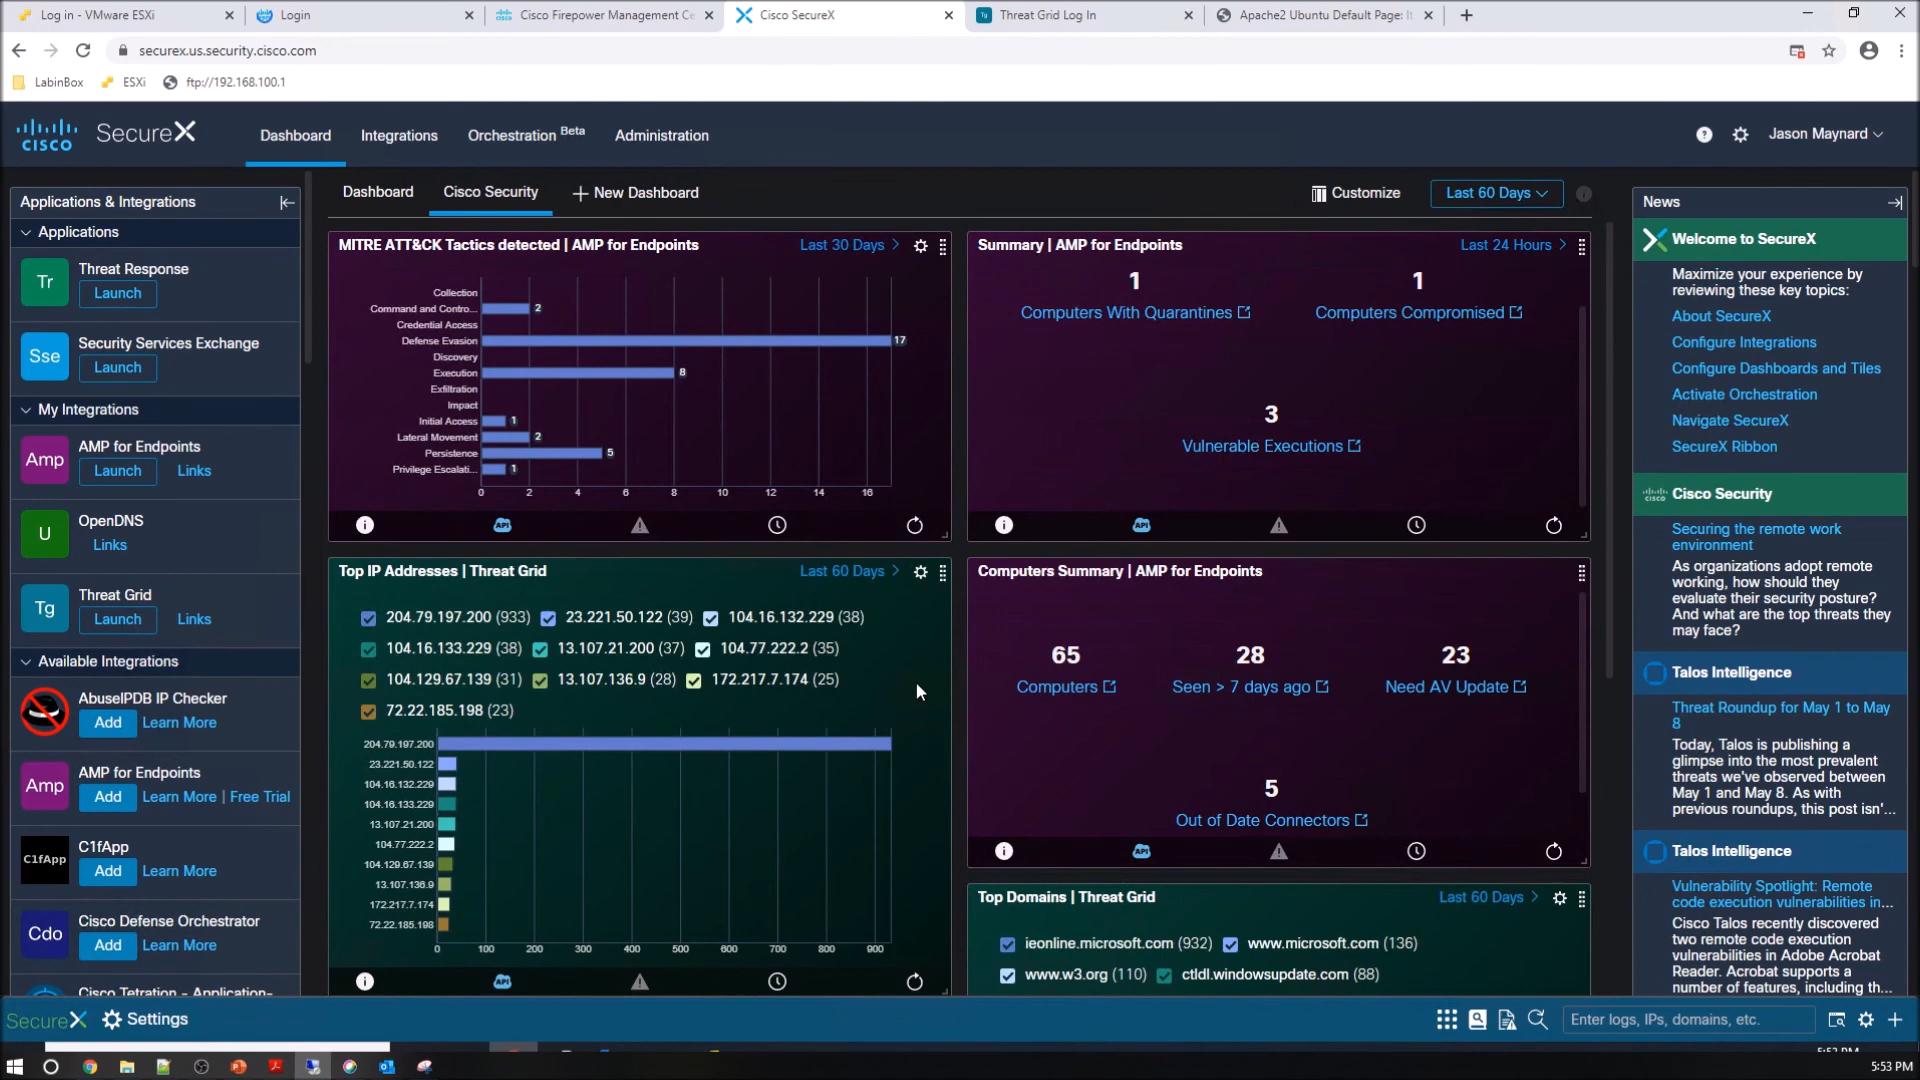 Log in - VMware ESXi
Login
Cisco Firepower Management Ce
Cisco SecureX
Threat Grid Log In
Apache2 Ubuntu Default Page: It
securex.us.security.cisco.com
LabinBox
ESXi
ftp://192.168.100.1
cisco
SecureX
Dashboard
Integrations
Orchestration Beta
Administration
Jason Maynard
Applications & Integrations
Applications
Tr
Threat Response
Launch
Sse
Security Services Exchange
Launch
My Integrations
Amp
AMP for Endpoints
Launch Links
U
OpenDNS
Links
Tg
Threat Grid
Launch Links
Available Integrations
AbuseIPDB IP Checker
Add Learn More
Amp
AMP for Endpoints
Add Learn More | Free Trial
C1fApp
C1fApp
Add Learn More
Cdo
Cisco Defense Orchestrator
Add Learn More
Cisco Tetration - Application-
Dashboard
Cisco Security
New Dashboard
Customize
Last 60 Days
MITRE ATT&CK Tactics detected | AMP for Endpoints
Last 30 Days
Collection
Command and Contro... 2
Credential Access
Defense Evasion 17
Discovery
Execution 8
Exfiltration
Impact
Initial Access 1
Lateral Movement 2
Persistence 5
Privilege Escalati... 1
0 2 4 6 8 10 12 14 16
API
Summary | AMP for Endpoints
Last 24 Hours
1
Computers With Quarantines
1
Computers Compromised
3
Vulnerable Executions
API
Top IP Addresses | Threat Grid
Last 60 Days
204.79.197.200 (933) 23.221.50.122 (39) 104.16.132.229 (38)
104.16.133.229 (38) 13.107.21.200 (37) 104.77.222.2 (35)
104.129.67.139 (31) 13.107.136.9 (28) 172.217.7.174 (25)
72.22.185.198 (23)
204.79.197.200
23.221.50.122
104.16.132.229
104.16.133.229
13.107.21.200
104.77.222.2
104.129.67.139
13.107.136.9
172.217.7.174
72.22.185.198
0 100 200 300 400 500 600 700 800 900
API
Computers Summary | AMP for Endpoints
65
Computers
28
Seen > 7 days ago
23
Need AV Update
5
Out of Date Connectors
API
Top Domains | Threat Grid
Last 60 Days
ieonline.microsoft.com (932) www.microsoft.com (136)
www.w3.org (110) ctldl.windowsupdate.com (88)
News
Welcome to SecureX
Maximize your experience by
reviewing these key topics:
About SecureX
Configure Integrations
Configure Dashboards and Tiles
Activate Orchestration
Navigate SecureX
SecureX Ribbon
Cisco Security
Securing the remote work
environment
As organizations adopt remote
working, how should they
evaluate their security posture?
And what are the top threats they
may face?
Talos Intelligence
Threat Roundup for May 1 to May
8
Today, Talos is publishing a
glimpse into the most prevalent
threats we've observed between
May 1 and May 8. As with
previous roundups, this post isn'...
Talos Intelligence
Vulnerability Spotlight: Remote
code execution vulnerabilities in...
Cisco Talos recently discovered
two remote code execution
vulnerabilities in Adobe Acrobat
Reader. Acrobat supports a
number of features, including th...
SecureX
Settings
Enter logs, IPs, domains, etc.
5:53 PM